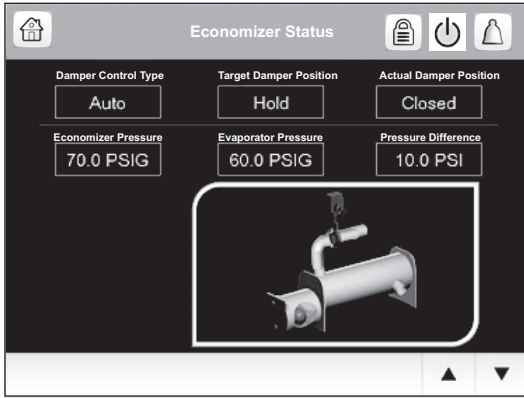 Economizer Status
Damper Control Type Target Damper Position Actual Damper Position
Auto Hold Closed
Economizer Pressure Evaporator Pressure Pressure Difference
70.0 PSIG 60.0 PSIG 10.0 PSI